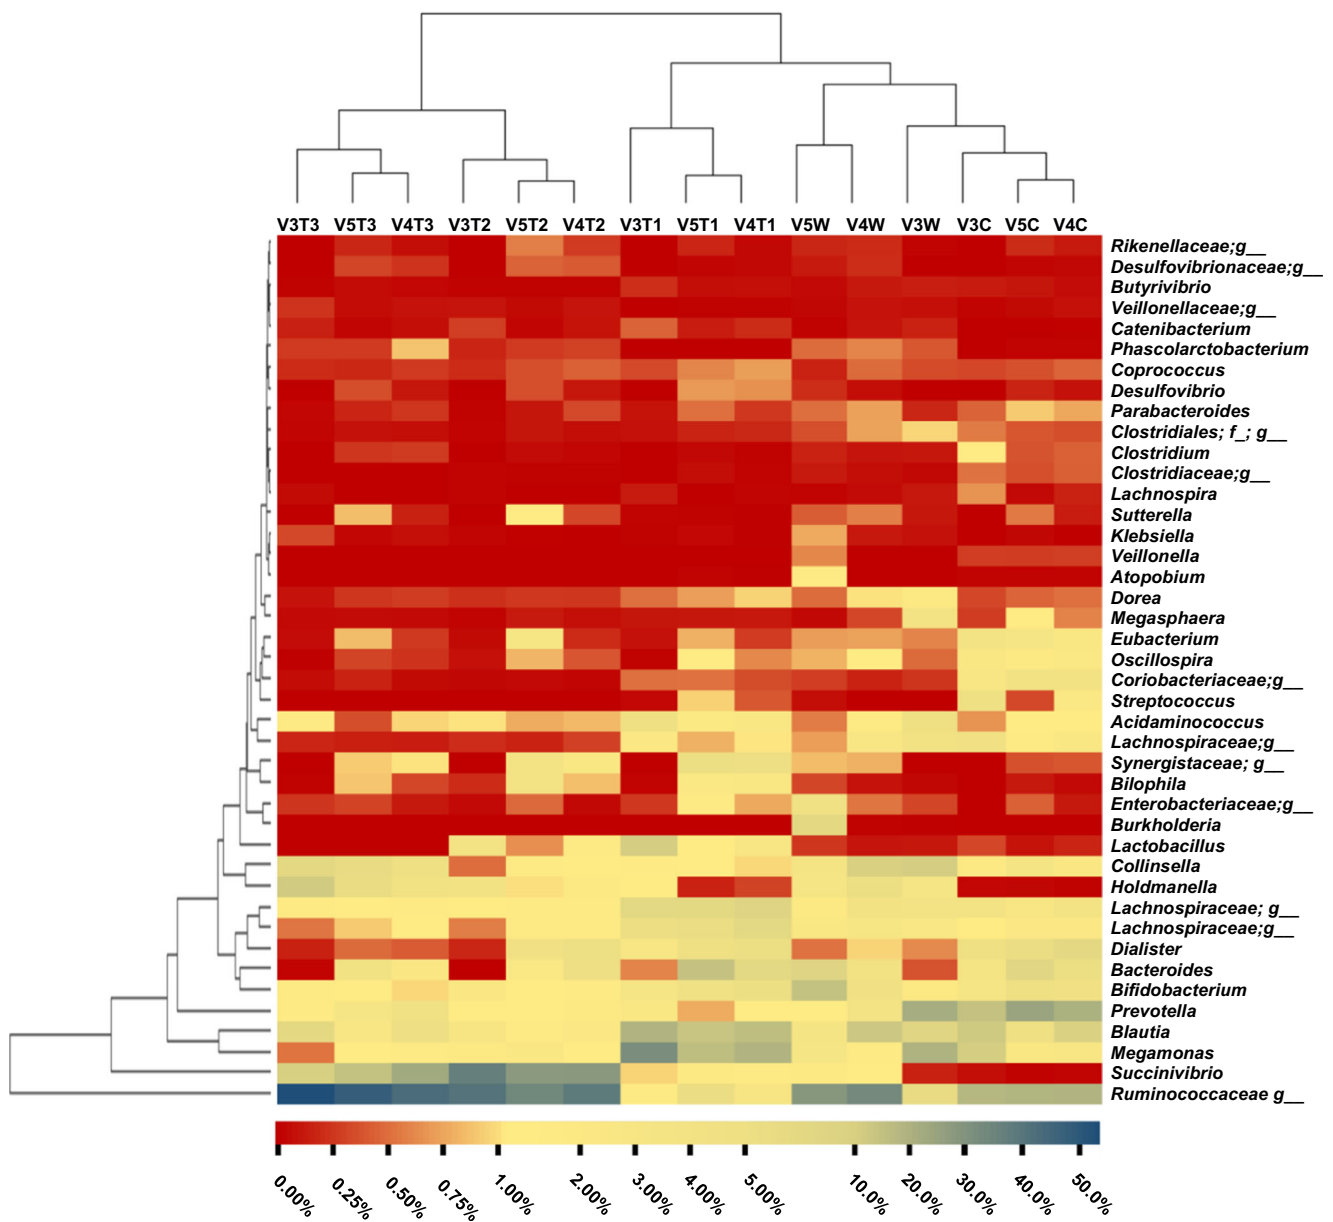 V3T3 V5T3 V4T3 V3T2 V5T2 V4T2 V3T1 V5T1 V4T1 V5W V4W V3W V3C V5C V4C
Rikenellaceae;g__
Desulfovibrionaceae;g__
Butyrivibrio
Veillonellaceae;g__
Catenibacterium
Phascolarctobacterium
Coprococcus
Desulfovibrio
Parabacteroides
Clostridiales; f_; g__
Clostridium
Clostridiaceae;g__
Lachnospira
Sutterella
Klebsiella
Veillonella
Atopobium
Dorea
Megasphaera
Eubacterium
Oscillospira
Coriobacteriaceae;g__
Streptococcus
Acidaminococcus
Lachnospiraceae;g__
Synergistaceae; g__
Bilophila
Enterobacteriaceae;g__
Burkholderia
Lactobacillus
Collinsella
Holdmanella
Lachnospiraceae; g__
Lachnospiraceae;g__
Dialister
Bacteroides
Bifidobacterium
Prevotella
Blautia
Megamonas
Succinivibrio
Ruminococcaceae g__
0.00% 0.25% 0.50% 0.75% 1.00% 2.00% 3.00% 4.00% 5.00% 10.0% 20.0% 30.0% 40.0% 50.0%